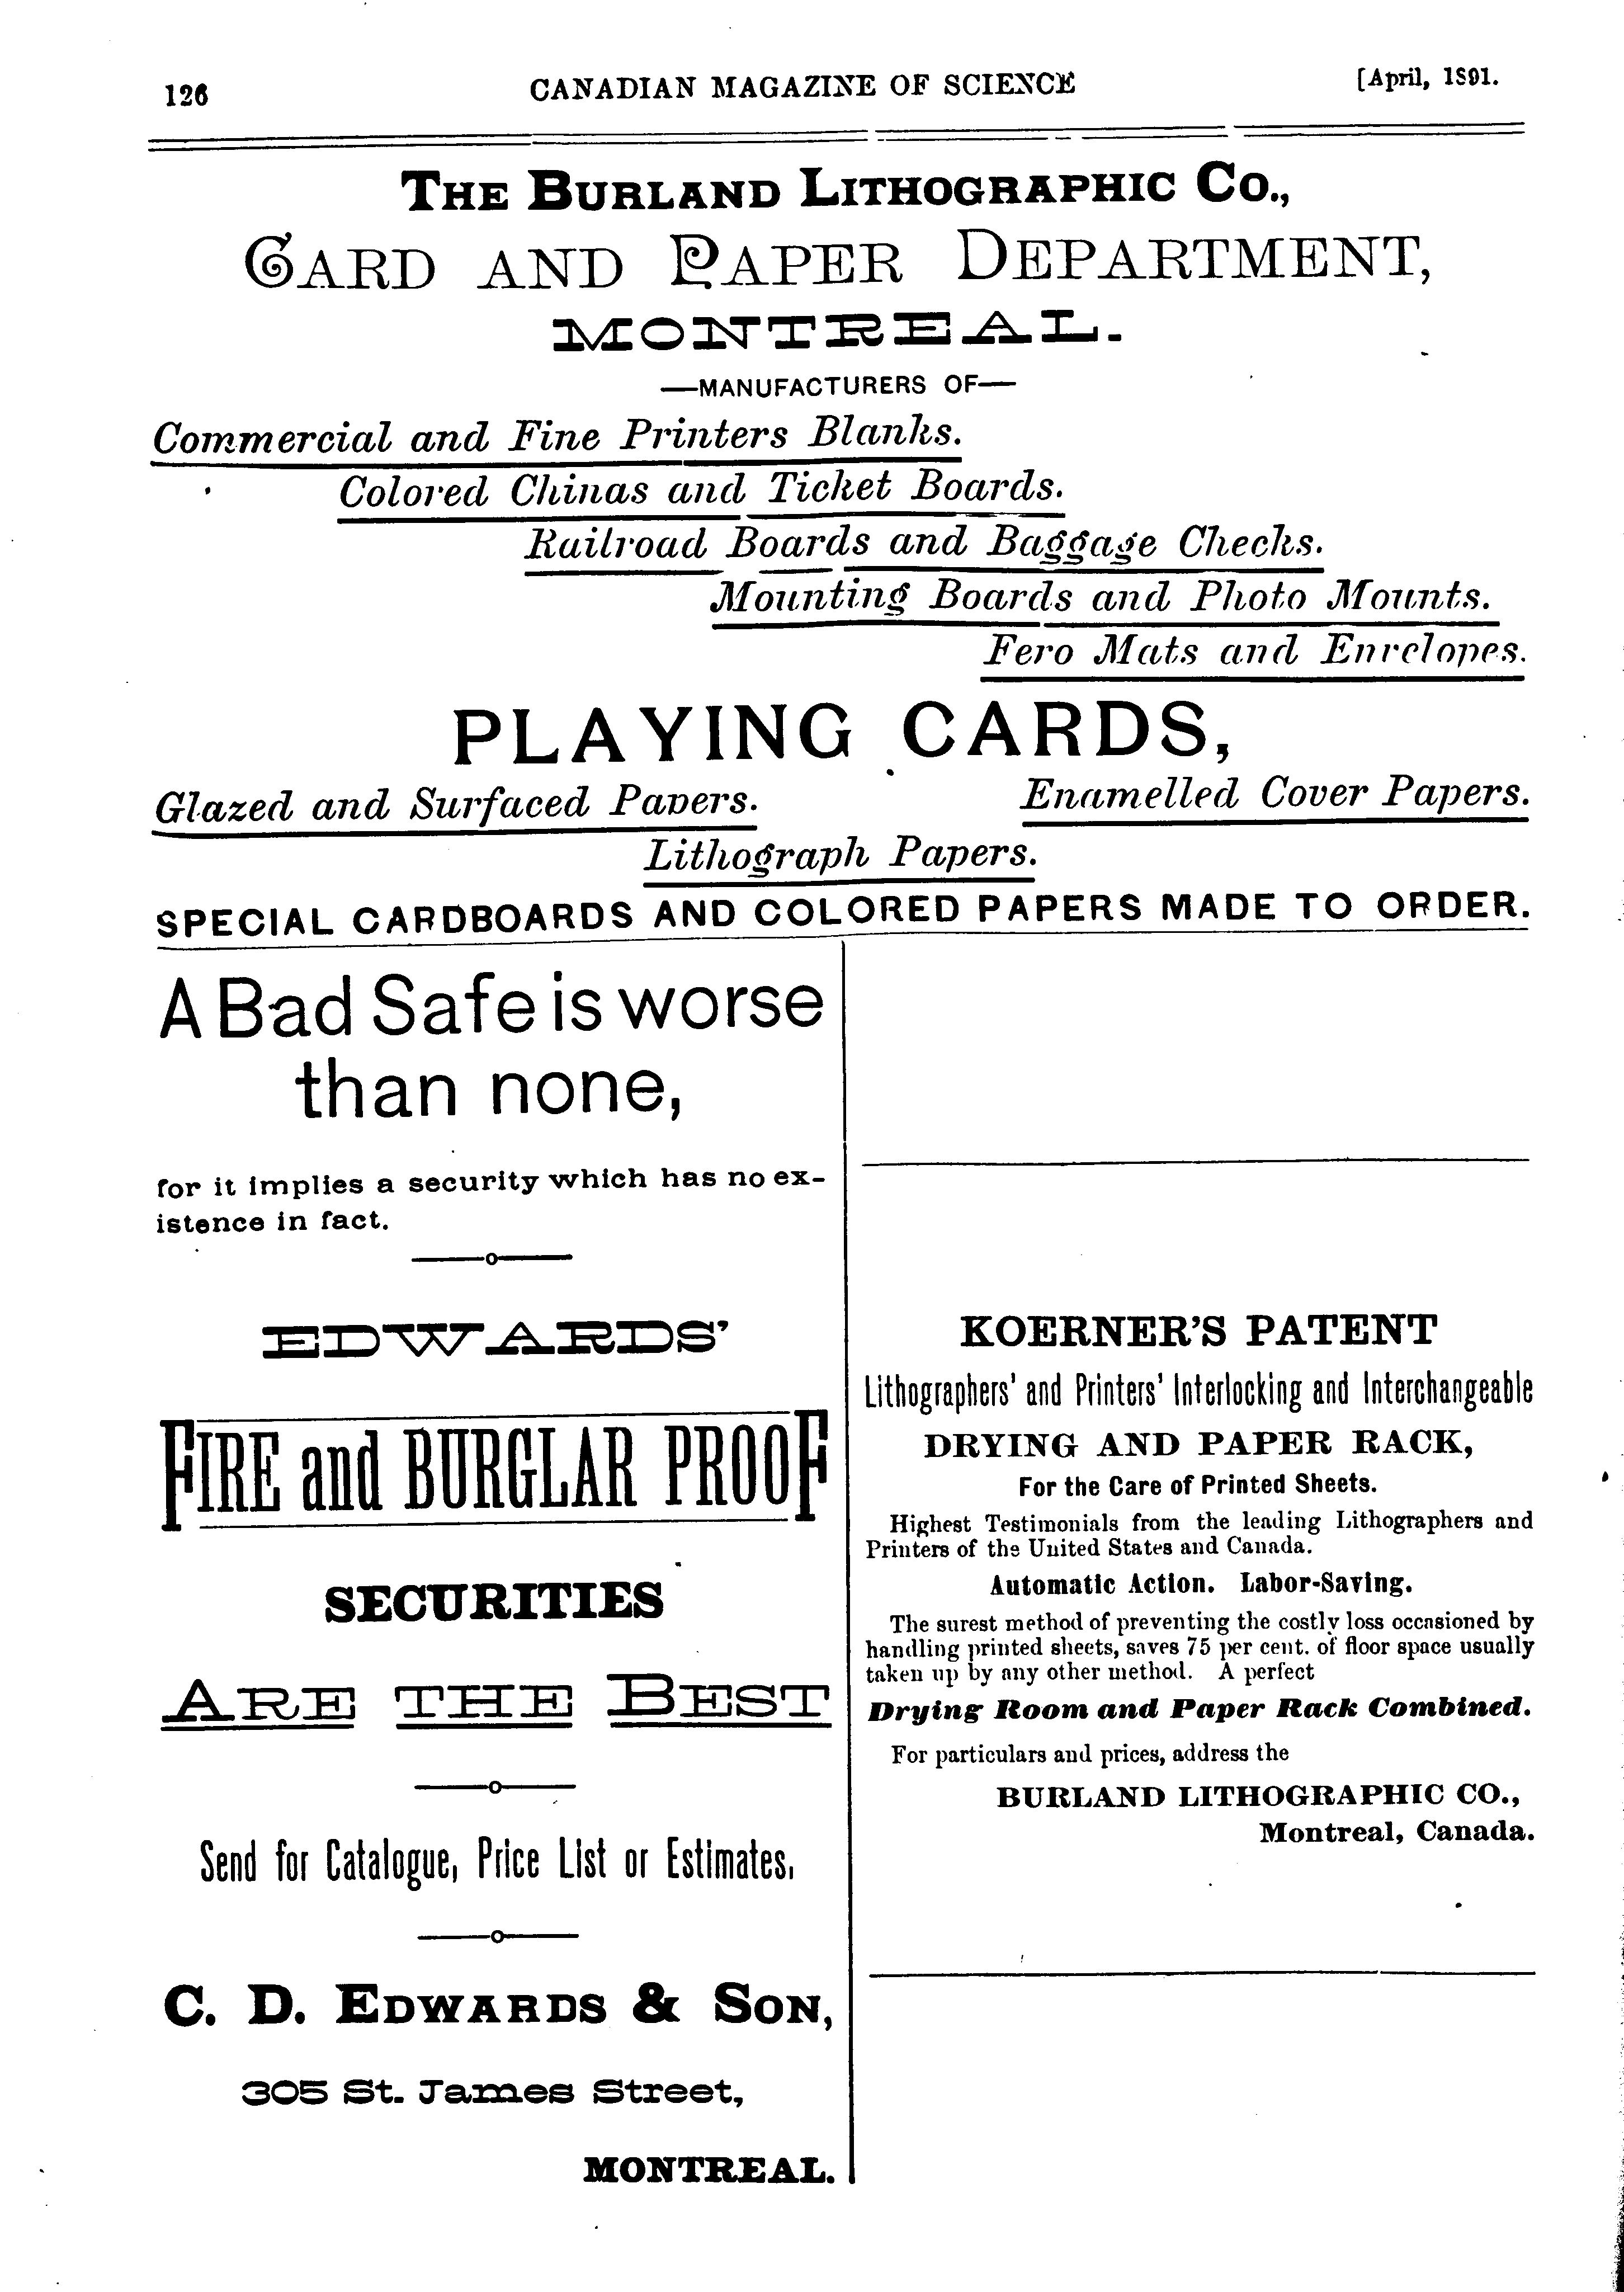 126
CANADIAN MAGAZINE OF SCIENCE
[April, 1891.
THE BURLAND LITHOGRAPHIC CO.,
CARD AND PAPER DEPARTMENT,
MONTREAL.
—MANUFACTURERS OF—
Commercial and Fine Printers Blanks.
Colored Chinas and Ticket Boards.
Railroad Boards and Baggage Checks.
Mounting Boards and Photo Mounts.
Fero Mats and Envelopes.
PLAYING CARDS,
Glazed and Surfaced Papers.
Enamelled Cover Papers.
Lithograph Papers.
SPECIAL CARDBOARDS AND COLORED PAPERS MADE TO ORDER.
A Bad Safe is worse
than none,
for it implies a security which has no ex-
istence in fact.
EDWARDS'
FIRE and BURGLAR PROOF
SECURITIES
ARE THE BEST
Send for Catalogue, Price List or Estimates.
C. D. EDWARDS & SON,
305 St. James Street,
MONTREAL.
KOERNER'S PATENT
Lithographers' and Printers' Interlocking and Interchangeable
DRYING AND PAPER RACK,
For the Care of Printed Sheets.
Highest Testimonials from the leading Lithographers and
Printers of the United States and Canada.
Automatic Action. Labor-Saving.
The surest method of preventing the costly loss occasioned by
handling printed sheets, saves 75 per cent. of floor space usually
taken up by any other method. A perfect
Drying Room and Paper Rack Combined.
For particulars and prices, address the
BURLAND LITHOGRAPHIC CO.,
Montreal, Canada.